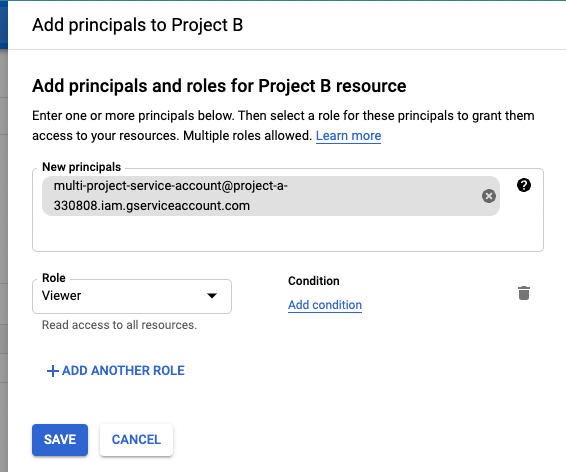 Add principals to Project B
Add principals and roles for Project B resource
Enter one or more principals below. Then select a role for these principals to grant them
access to your resources. Multiple roles allowed. Learn more
New principals
multi-project-service-account@project-a-
330808.iam.gserviceaccount.com
Role
Viewer
Condition
Add condition
Read access to all resources.
ADD ANOTHER ROLE
SAVE CANCEL